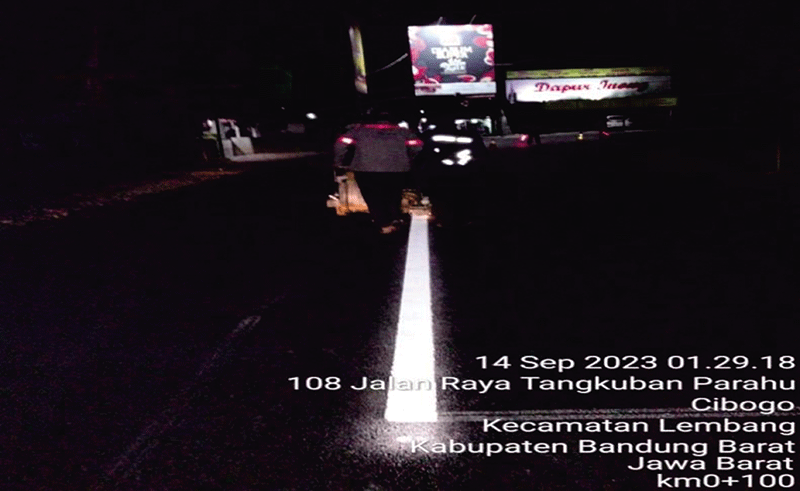 Dapur
14 Sep 2023 01.29.18
108 Jalan Raya Tangkuban Parahu
Cibogo
Kecamatan Lembang
Kabupaten Bandung Barat
Jawa Barat
km0+100